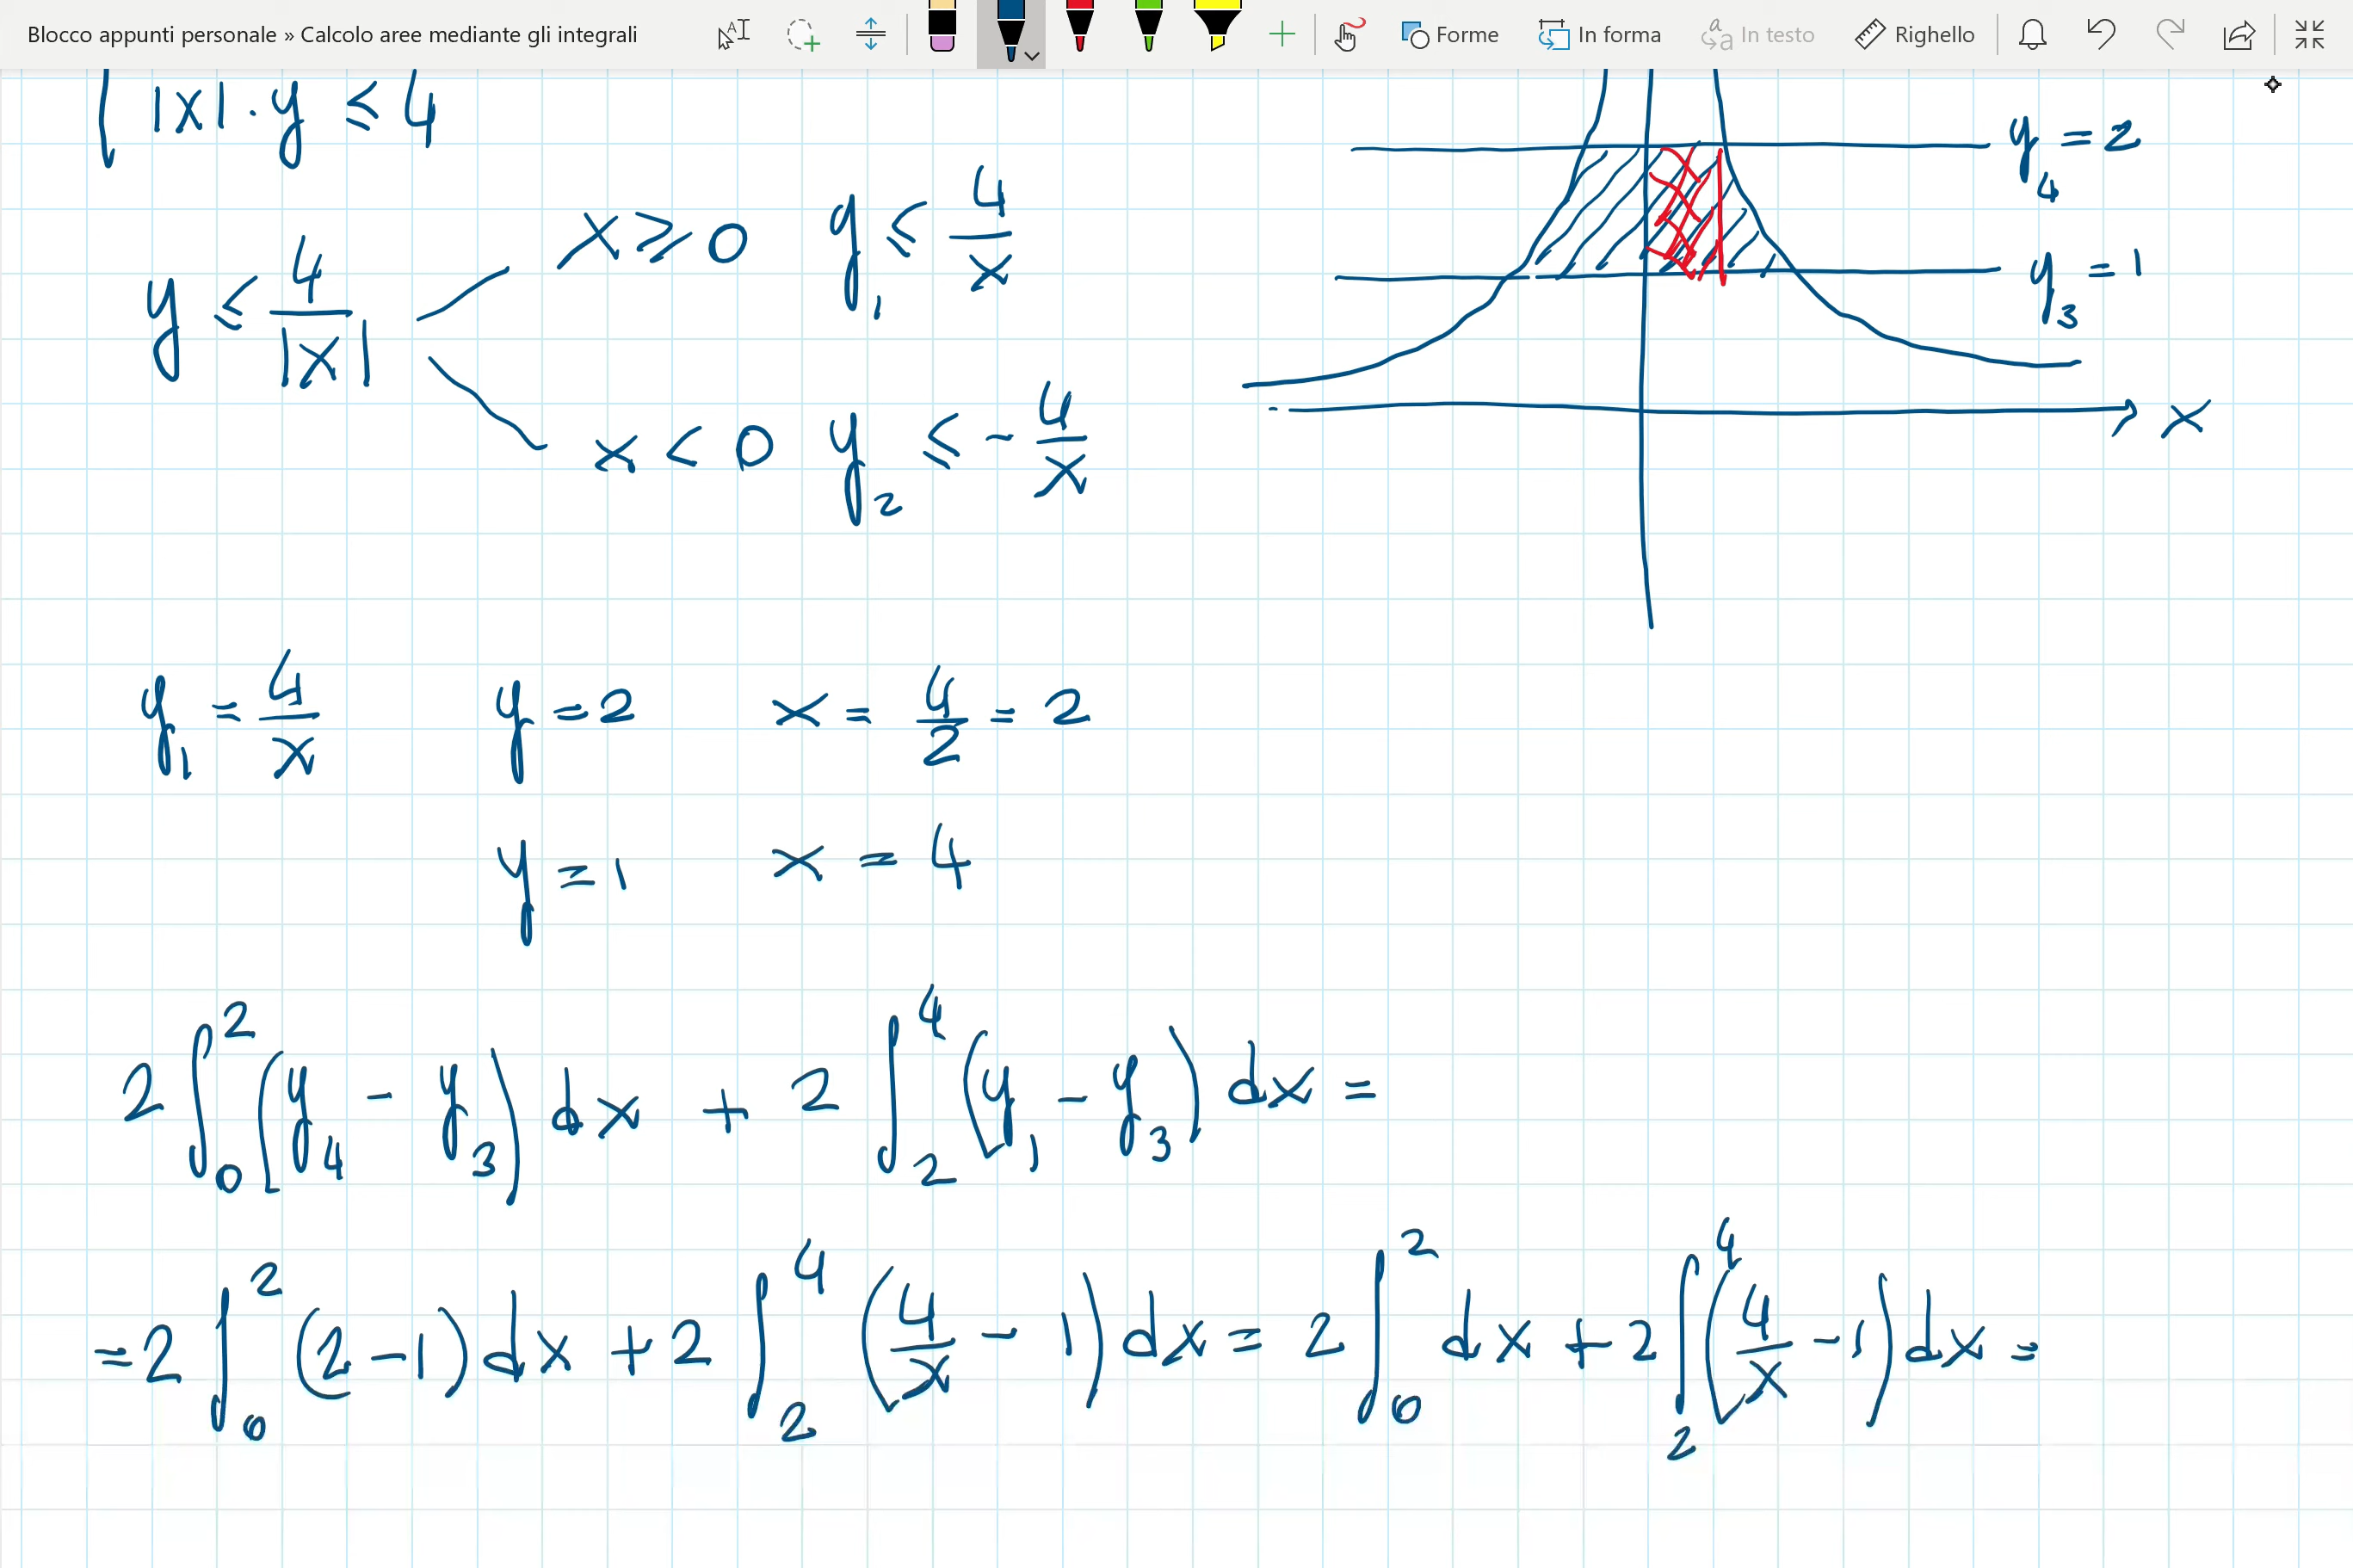 Blocco appunti personale » Calcolo aree mediante gli integrali Forme In forma In testo Righello
|x| · y ≤ 4
y₄ = 2
x ≥ 0 y₁ ≤ 4/x
y₃ = 1
y ≤ 4/|x|
x < 0 y₂ ≤ - 4/x
x
y₁ = 4/x y = 2 x = 4/2 = 2
y = 1 x = 4
2 ∫₀² (y₄ - y₃) dx + 2 ∫₂⁴ (y₁ - y₃) dx =
= 2 ∫₀² (2 - 1) dx + 2 ∫₂⁴ (4/x - 1) dx = 2 ∫₀² dx + 2 ∫₂⁴ (4/x - 1) dx =